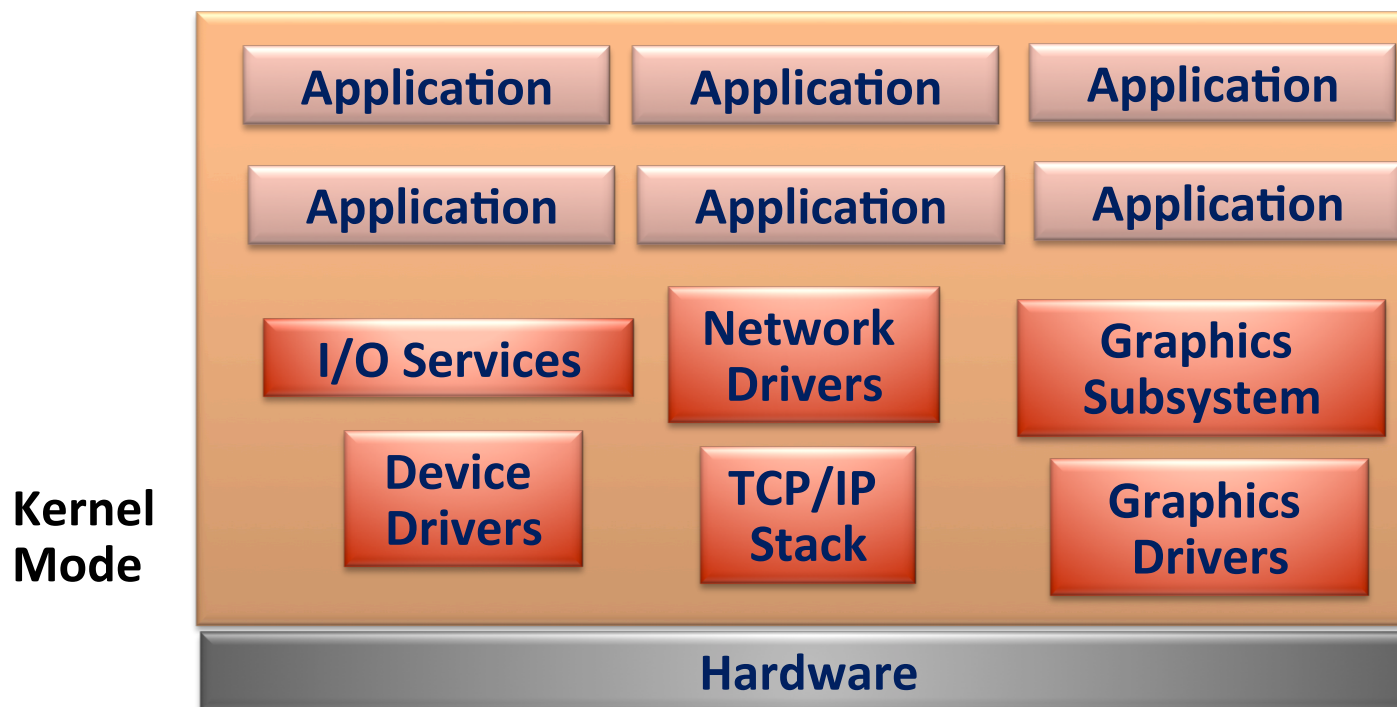 Application
Application
Application
Application
Application
Application
I/O Services
Network
Drivers
Graphics
Subsystem
Device
Drivers
TCP/IP
Stack
Graphics
Drivers
Kernel
Mode
Hardware